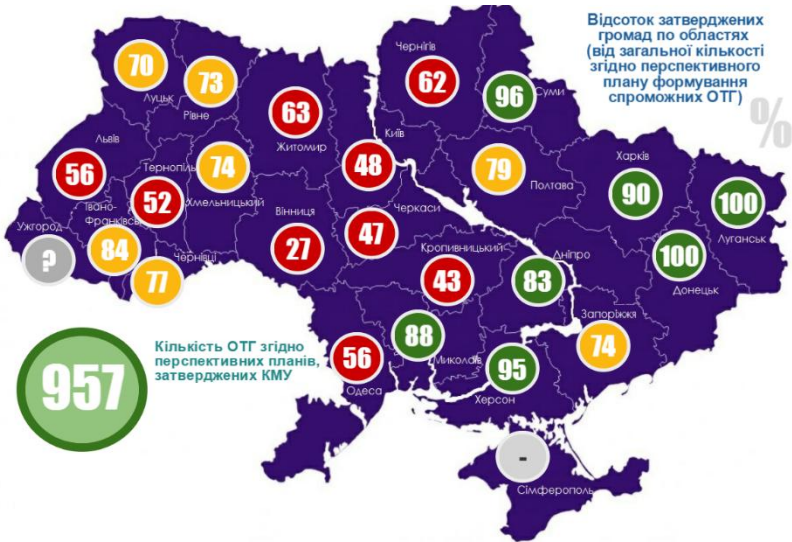 Відсоток затверджених
громад по областях
(від загальної кількості
згідно перспективного
плану формування
спроможних ОТГ)
%
Чернігів
62
70
Луцьк
73
Рівне
63
Житомир
96
Суми
Київ
48
Львів
56
Тернопіль
52
74
Хмельницький
79
Полтава
Харків
90
100
Луганськ
Івано-
Франківськ
84
Ужгород
?
77
Чернівці
Вінниця
27
Черкаси
47
Кропивницький
43
Дніпро
83
100
Донецьк
957
Кількість ОТГ згідно
перспективних планів,
затверджених КМУ
56
Одеса
88
Миколаїв
95
Херсон
Запоріжжя
74
-
Сімферополь